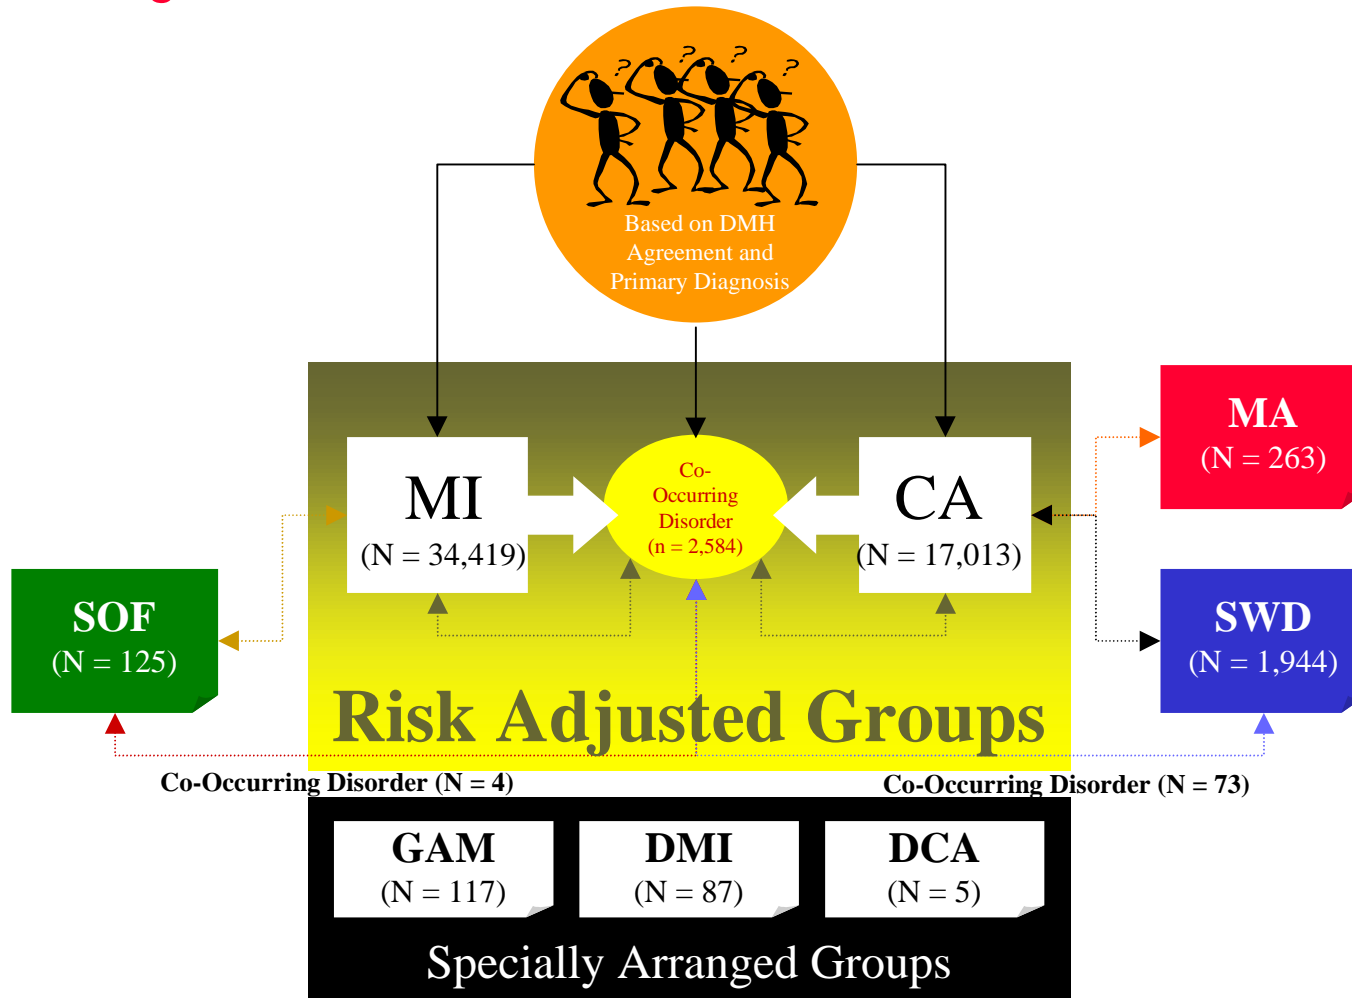 ? ? ? ?
Based on DMH
Agreement and
Primary Diagnosis
MA
(N = 263)
MI
(N = 34,419)
Co-
Occurring
Disorder
(n = 2,584)
CA
(N = 17,013)
SOF
(N = 125)
SWD
(N = 1,944)
Risk Adjusted Groups
Co-Occurring Disorder (N = 4)
Co-Occurring Disorder (N = 73)
GAM
(N = 117)
DMI
(N = 87)
DCA
(N = 5)
Specially Arranged Groups